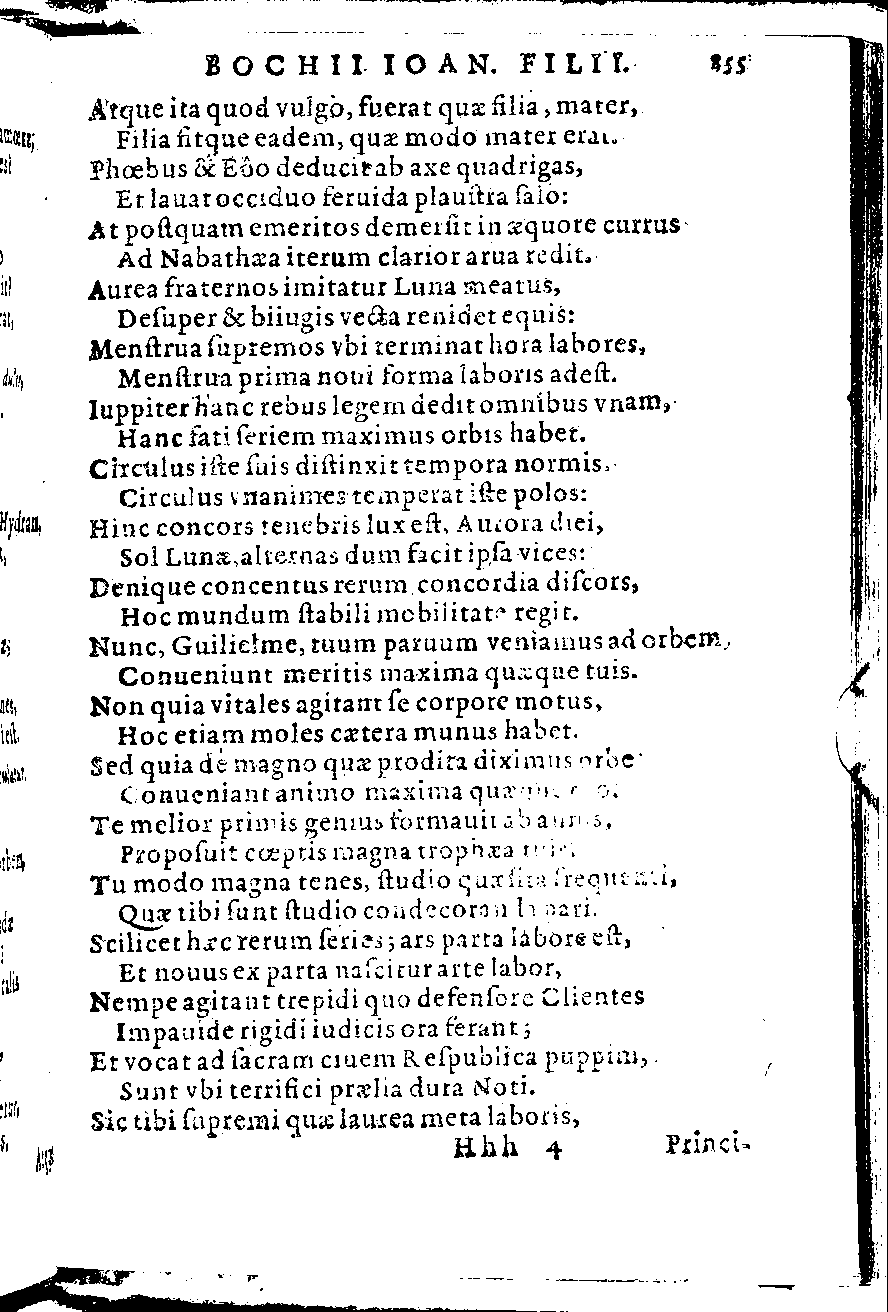 BOCHII IOAN. FILII. 855
Atque ita quod vulgò, fuerat quæ filia, mater,
Filia fitque eadem, quæ modo mater erat.
Phœbus & Eôo deducit ab axe quadrigas,
Et lauat occiduo feruida plauſtra ſalo:
At poſtquam emeritos demerſit in æquore currus
Ad Nabathæa iterum clarior arua redit.
Aurea fraternos imitatur Luna meatus,
Deſuper & biiugis vecta renidet equis:
Menſtrua ſupremos vbi terminat hora labores,
Menſtrua prima noui forma laboris adeſt.
Iuppiter hanc rebus legem dedit omnibus vnam,
Hanc fati ſeriem maximus orbis habet.
Circulus iſte ſuis diſtinxit tempora normis,
Circulus vnanimes temperat iſte polos:
Hinc concors tenebris lux eſt, Aurora diei,
Sol Lunæ, alternas dum facit ipſa vices:
Denique concentus rerum concordia diſcors,
Hoc mundum ſtabili mobilitate regit.
Nunc, Guilielme, tuum paruum veniamus ad orbem,
Conueniunt meritis maxima quæque tuis.
Non quia vitales agitant ſe corpore motus,
Hoc etiam moles cætera munus habet.
Sed quia de magno quæ prodita diximus orbe
Conueniant animo maxima
Te melior primis genius formauit ab annis,
Propoſuit cœptis magna trophæa tuis.
Tu modo magna tenes, ſtudio quæſita frequenti,
Quæ tibi ſunt ſtudio condecoranda pari.
Scilicet hæc rerum ſeries; ars parta labore eſt,
Et nouus ex parta naſcitur arte labor,
Nempe agitant trepidi quo defenſore Clientes
Impauide rigidi iudicis ora ferant;
Et vocat ad ſacram ciuem Reſpublica puppim,
Sunt vbi terrifici prælia dura Noti.
Sic tibi ſupremi quæ laurea meta laboris,
Hhh 4 Princi-